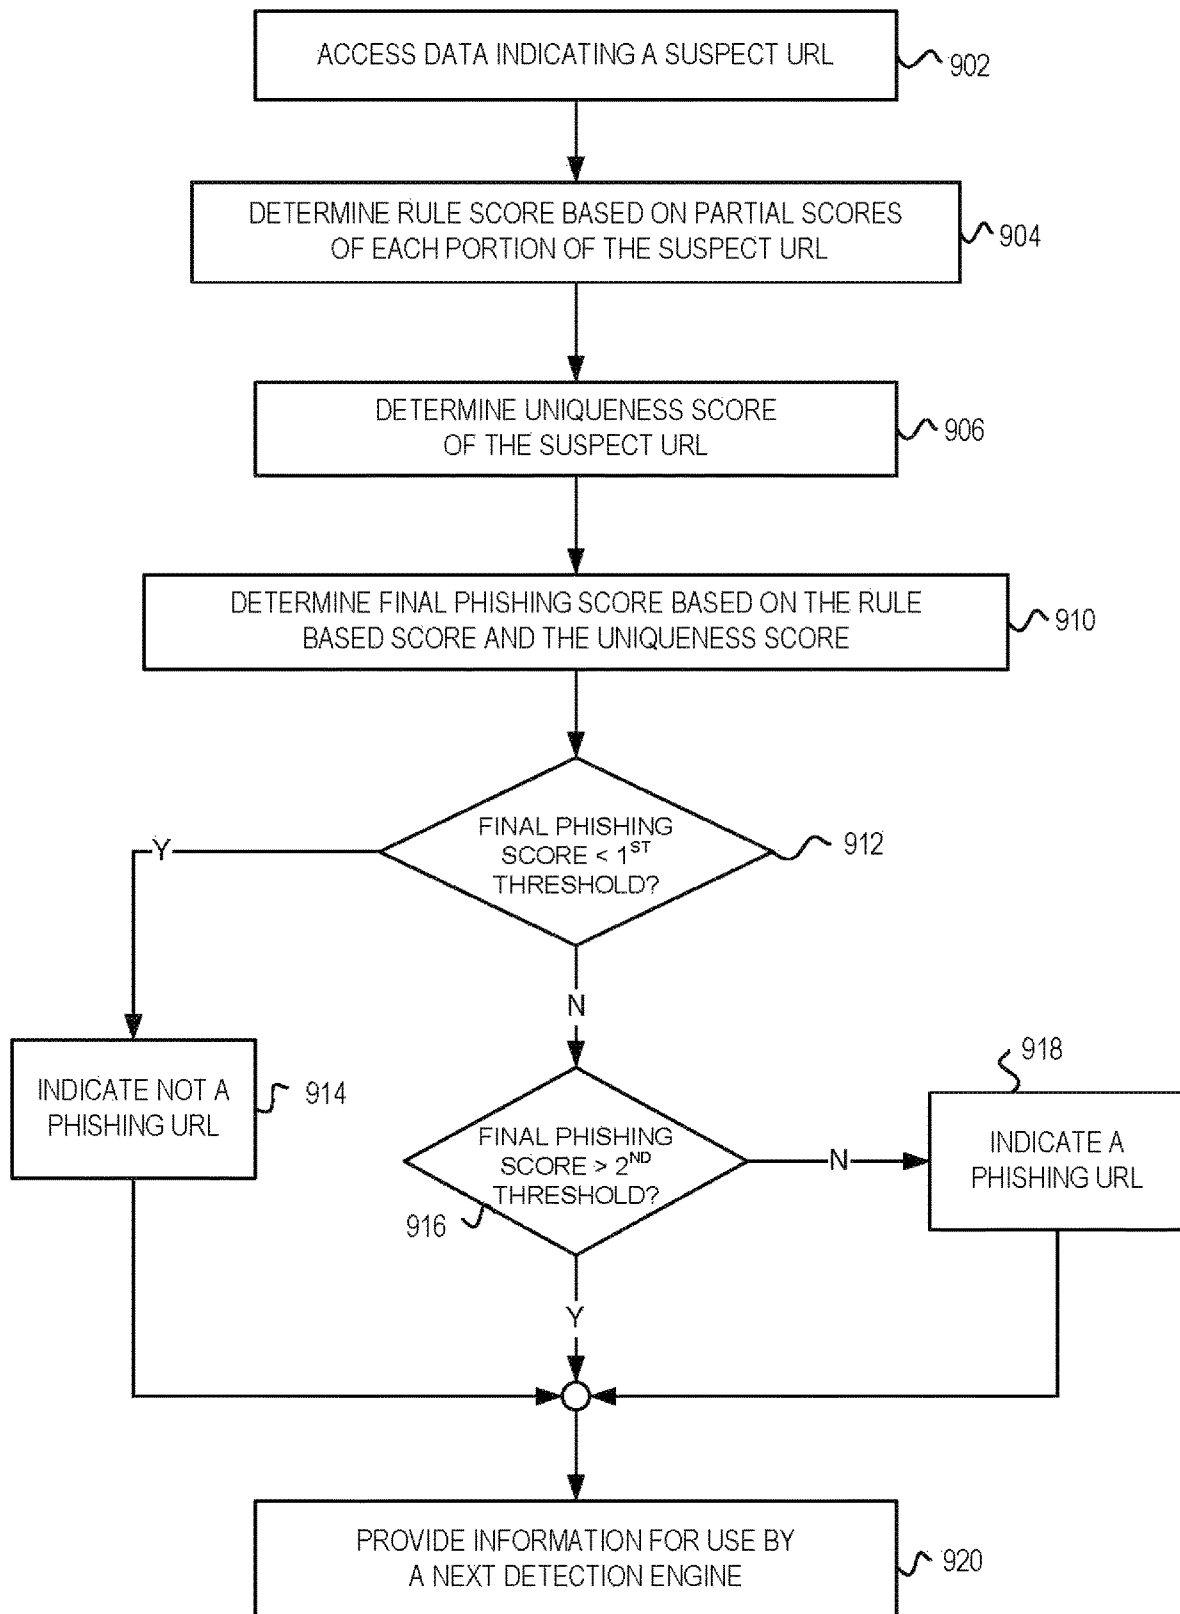 ACCESS DATA INDICATING A SUSPECT URL
902
DETERMINE RULE SCORE BASED ON PARTIAL SCORES
OF EACH PORTION OF THE SUSPECT URL
904
DETERMINE UNIQUENESS SCORE
OF THE SUSPECT URL
906
DETERMINE FINAL PHISHING SCORE BASED ON THE RULE
BASED SCORE AND THE UNIQUENESS SCORE
910
FINAL PHISHING
SCORE < 1ST
THRESHOLD?
912
Y
N
INDICATE NOT A
PHISHING URL
914
FINAL PHISHING
SCORE > 2ND
THRESHOLD?
916
N
918
INDICATE A
PHISHING URL
Y
PROVIDE INFORMATION FOR USE BY
A NEXT DETECTION ENGINE
920